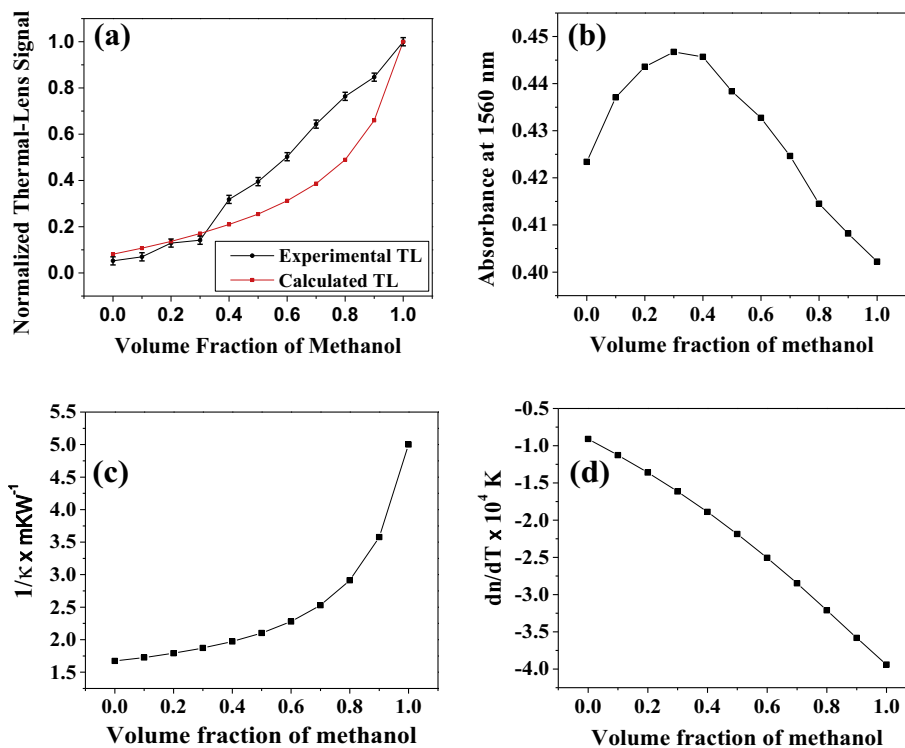 (a)
Normalized Thermal-Lens Signal
1.0
0.8
0.6
0.4
0.2
0.0
Experimental TL
Calculated TL
0.0 0.2 0.4 0.6 0.8 1.0
Volume Fraction of Methanol
(b)
Absorbance at 1560 nm
0.45
0.44
0.43
0.42
0.41
0.40
0.0 0.2 0.4 0.6 0.8 1.0
Volume fraction of methanol
(c)
1/κ x mKW⁻¹
5.5
5.0
4.5
4.0
3.5
3.0
2.5
2.0
1.5
0.0 0.2 0.4 0.6 0.8 1.0
Volume fraction of methanol
(d)
dn/dT x 10⁴ K
-0.5
-1.0
-1.5
-2.0
-2.5
-3.0
-3.5
-4.0
0.0 0.2 0.4 0.6 0.8 1.0
Volume fraction of methanol